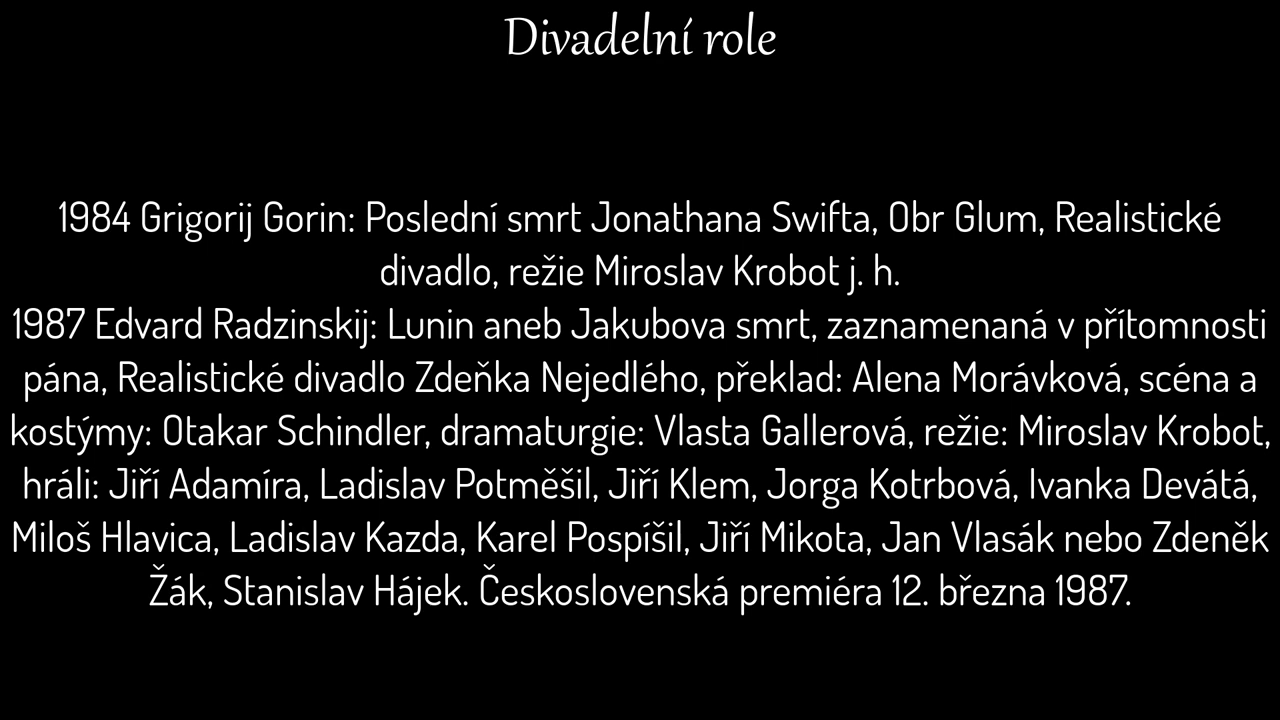 Divadelní role
1984 Grigorij Gorin: Poslední smrt Jonathana Swifta, Obr Glum, Realistické
divadlo, režie Miroslav Krobot j. h.
1987 Edvard Radzinskij: Lunin aneb Jakubova smrt, zaznamenaná v přítomnosti
pána, Realistické divadlo Zdeňka Nejedlého, překlad: Alena Morávková, scéna a
kostýmy: Otakar Schindler, dramaturgie: Vlasta Gallerová, režie: Miroslav Krobot,
hráli: Jiří Adamíra, Ladislav Potměšil, Jiří Klem, Jorga Kotrbová, Ivanka Devátá,
Miloš Hlavica, Ladislav Kazda, Karel Pospíšil, Jiří Mikota, Jan Vlasák nebo Zdeněk
Žák, Stanislav Hájek. Československá premiéra 12. března 1987.